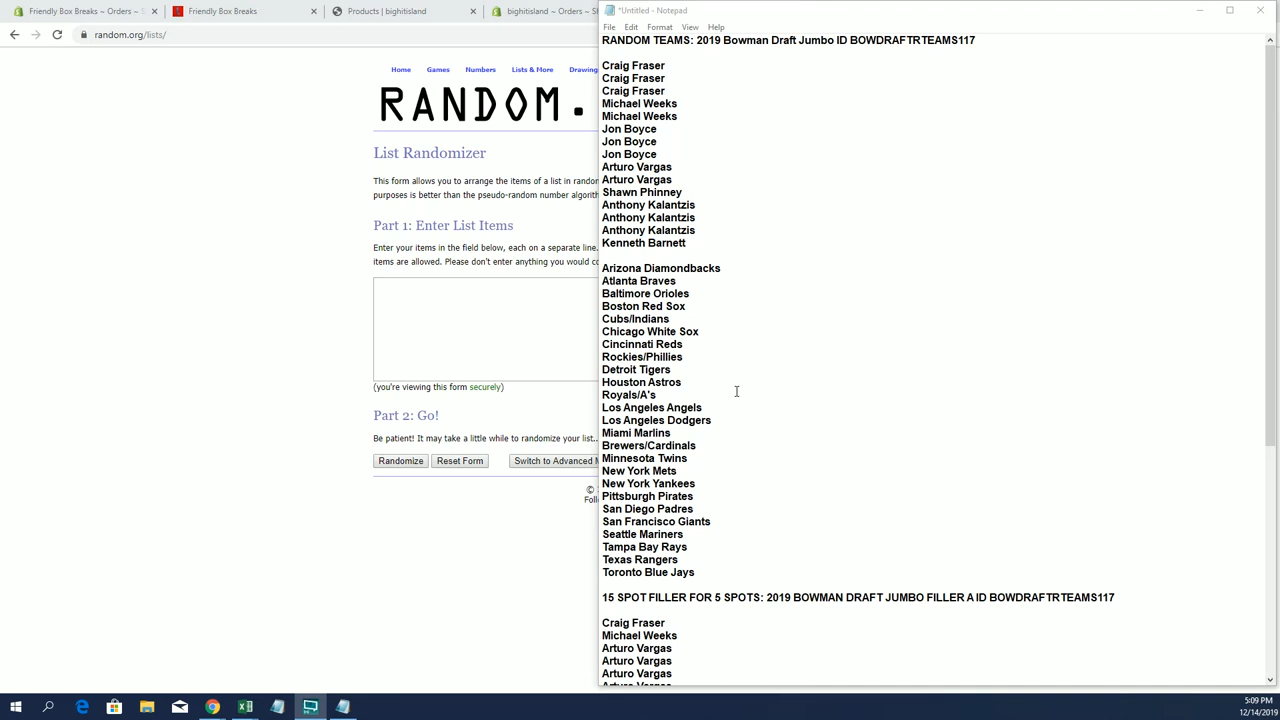 Friendly Box Breaks ~ Orders ~ S
Friendly Box Breaks
Products | bighitisland
bighitisland ~ Orders ~ Sh
*Untitled - Notepad
random.org/lists/
File Edit Format View Help
RANDOM TEAMS: 2019 Bowman Draft Jumbo ID BOWDRAFTRTEAMS117
Home Games Numbers Lists & More Drawing
RANDOM.
List Randomizer
This form allows you to arrange the items of a list in random
purposes is better than the pseudo-random number algorith
Part 1: Enter List Items
Enter your items in the field below, each on a separate line.
items are allowed. Please don't enter anything you would co
(you're viewing this form securely)
Part 2: Go!
Be patient! It may take a little while to randomize your list..
Randomize Reset Form Switch to Advanced M
©
Follo
Craig Fraser
Craig Fraser
Craig Fraser
Michael Weeks
Michael Weeks
Jon Boyce
Jon Boyce
Jon Boyce
Arturo Vargas
Arturo Vargas
Shawn Phinney
Anthony Kalantzis
Anthony Kalantzis
Anthony Kalantzis
Kenneth Barnett
Arizona Diamondbacks
Atlanta Braves
Baltimore Orioles
Boston Red Sox
Cubs/Indians
Chicago White Sox
Cincinnati Reds
Rockies/Phillies
Detroit Tigers
Houston Astros
Royals/A's
Los Angeles Angels
Los Angeles Dodgers
Miami Marlins
Brewers/Cardinals
Minnesota Twins
New York Mets
New York Yankees
Pittsburgh Pirates
San Diego Padres
San Francisco Giants
Seattle Mariners
Tampa Bay Rays
Texas Rangers
Toronto Blue Jays
15 SPOT FILLER FOR 5 SPOTS: 2019 BOWMAN DRAFT JUMBO FILLER A ID BOWDRAFTRTEAMS117
Craig Fraser
Michael Weeks
Arturo Vargas
Arturo Vargas
Arturo Vargas
Arturo Vargas
5:09 PM
12/14/2019